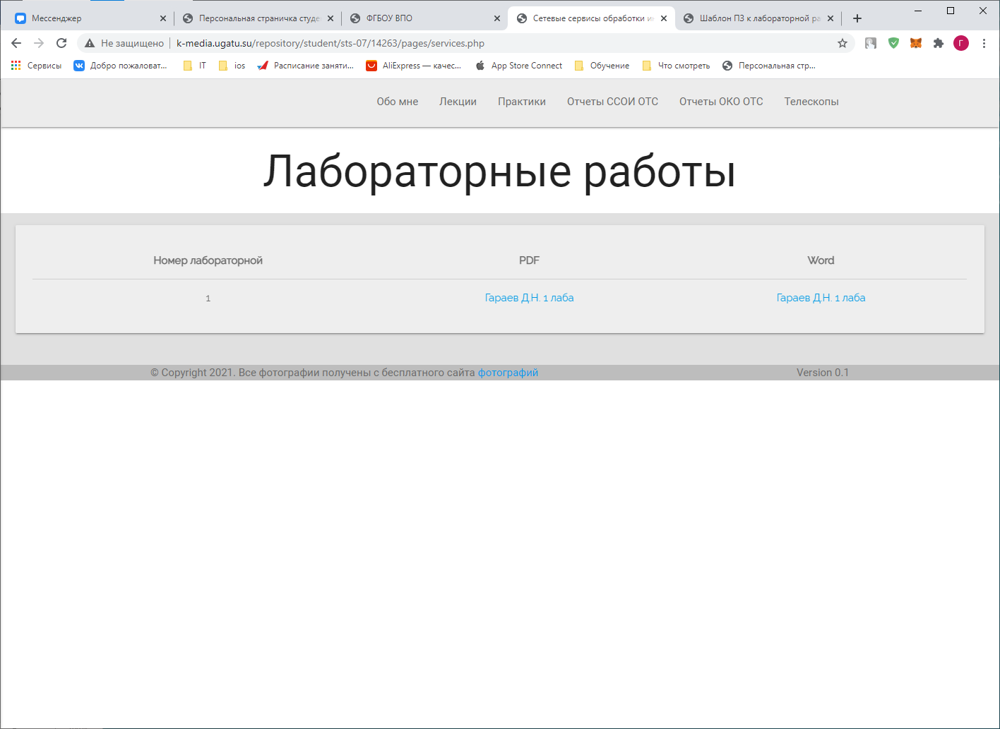 Мессенджер
Персональная страничка студе
ФГБОУ ВПО
Сетевые сервисы обработки ин
Шаблон ПЗ к лабораторной ра
Не защищено
k-media.ugatu.su/repository/student/sts-07/14263/pages/services.php
Г
Сервисы
Добро пожаловат...
IT
ios
Расписание заняти...
AliExpress — качес...
App Store Connect
Обучение
Что смотреть
Персональная стр...
Обо мне
Лекции
Практики
Отчеты ССОИ ОТС
Отчеты ОКО ОТС
Телескопы
Лабораторные работы
Номер лабораторной
PDF
Word
1
Гараев Д.Н. 1 лаба
Гараев Д.Н. 1 лаба
© Copyright 2021. Все фотографии получены с бесплатного сайта фотографий
Version 0.1